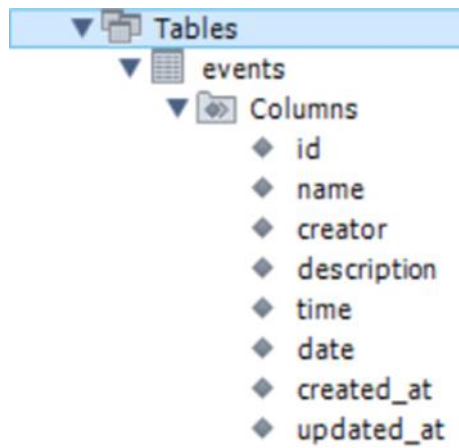 Tables
events
Columns
id
name
creator
description
time
date
created_at
updated_at